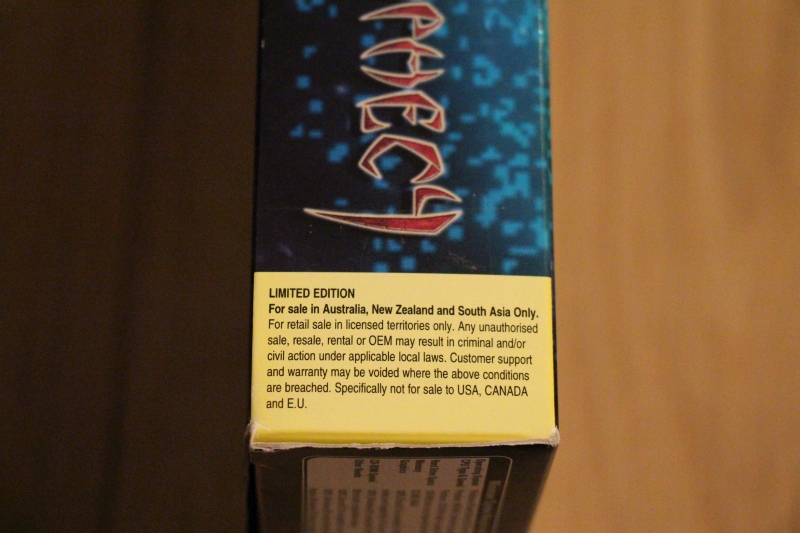 PHECY
LIMITED EDITION
For sale in Australia, New Zealand and South Asia Only.
For retail sale in licensed territories only. Any unauthorised
sale, resale, rental or OEM may result in criminal and/or
civil action under applicable local laws. Customer support
and warranty may be voided where the above conditions
are breached. Specifically not for sale to USA, CANADA
and E.U.